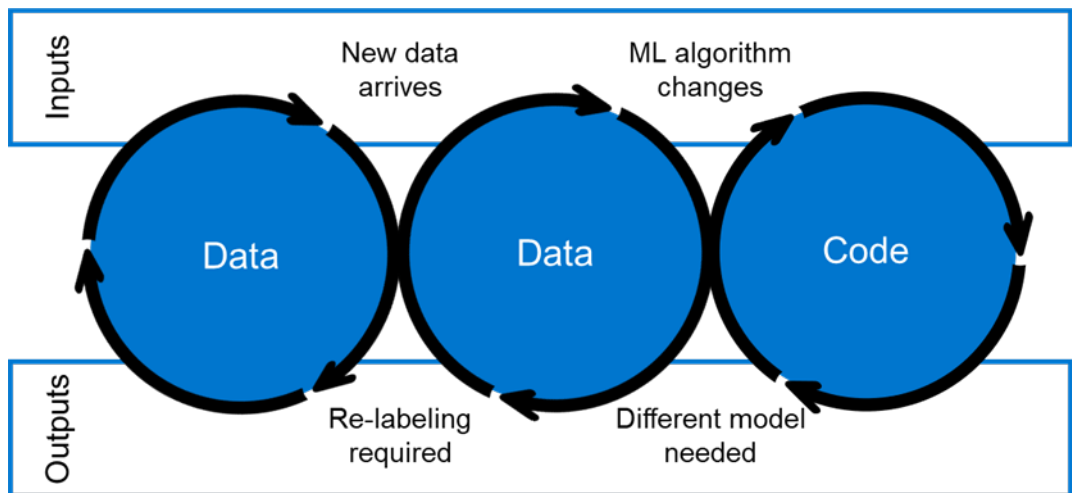 Inputs
New data
arrives
ML algorithm
changes
Data
Data
Code
Outputs
Re-labeling
required
Different model
needed